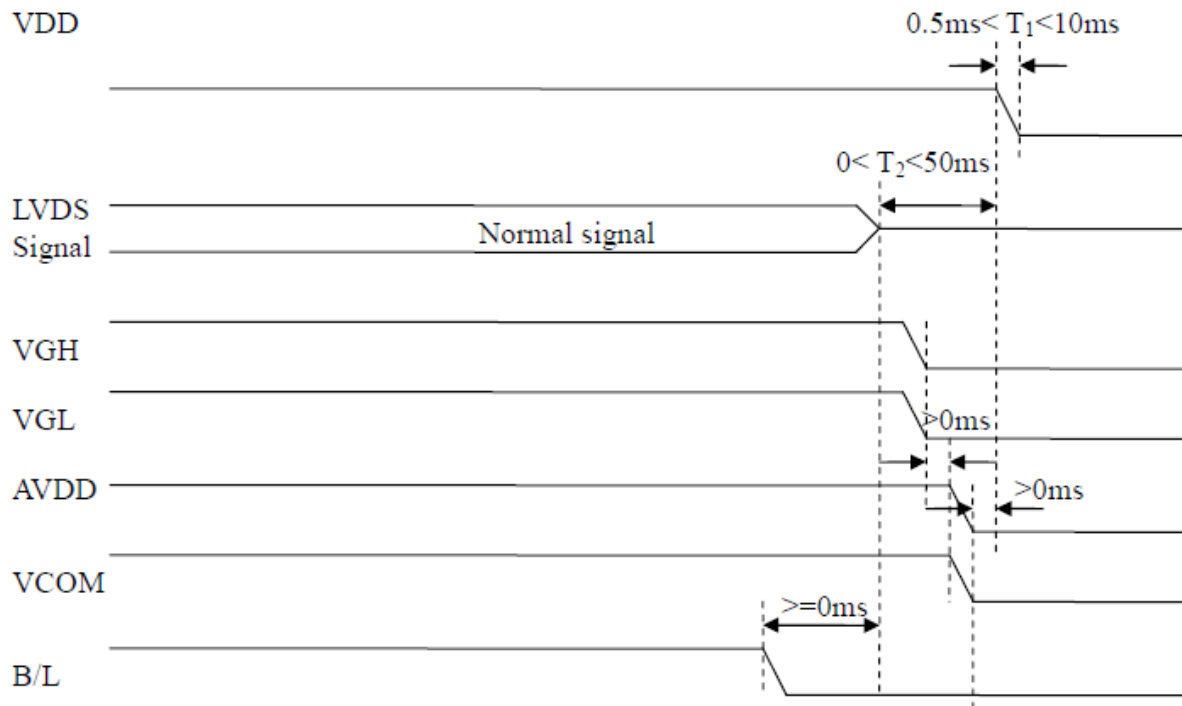 VDD
0.5ms< T₁<10ms
0< T₂<50ms
LVDS
Signal
Normal signal
VGH
VGL
>0ms
AVDD
>0ms
VCOM
>=0ms
B/L